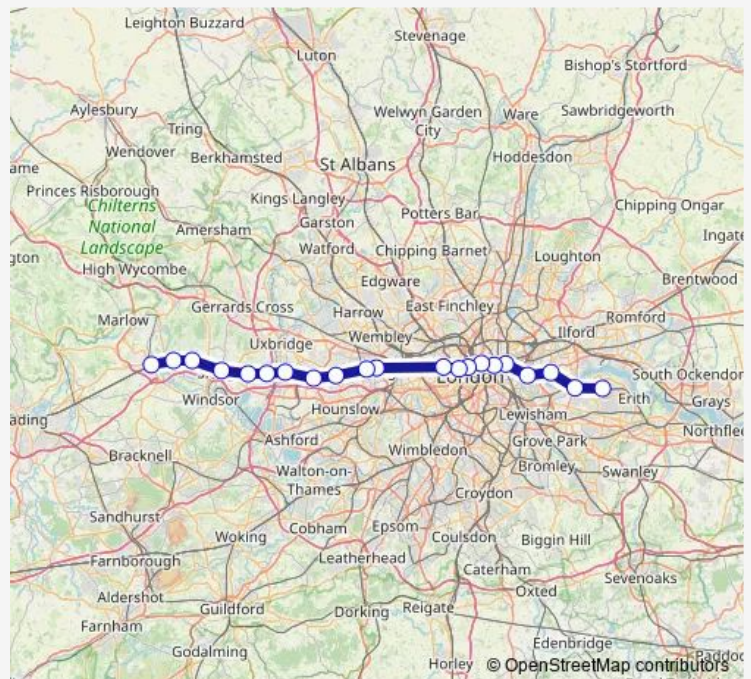 Leighton Buzzard
Stevenage
Luton
Bishop's Stortford
Aylesbury
Welwyn Garden
City
Ware
Sawbridgeworth
Tring
Wendover
Berkhamsted
St Albans
Hoddesdon
ame
Princes Risborough
Chilterns
National
Landscape
Kings Langley
Chipping Ongar
Garston
Potters Bar
Amersham
Watford
Chipping Barnet
Ingate
gton
High Wycombe
Loughton
Edgware
Brentwood
Marlow
Gerrards Cross
Harrow
East Finchley
Romford
Uxbridge
Wembley
Ilford
London
South Ockendon
Windsor
Hounslow
Erith
Grays
ading
Lewisham
Northflee
Ashford
Grove Park
Bracknell
Wimbledon
Walton-on-
Thames
Bromley
Swanley
Croydon
Sandhurst
Woking
Cobham
Epsom
Coulsdon
Biggin Hill
Farnborough
Leatherhead
Caterham
Sevenoaks
Aldershot
Oxted
Guildford
Dorking
Reigate
Farnham
Edenbridge
Godalming
Horley
Paddoc
© OpenStreetMap contributors